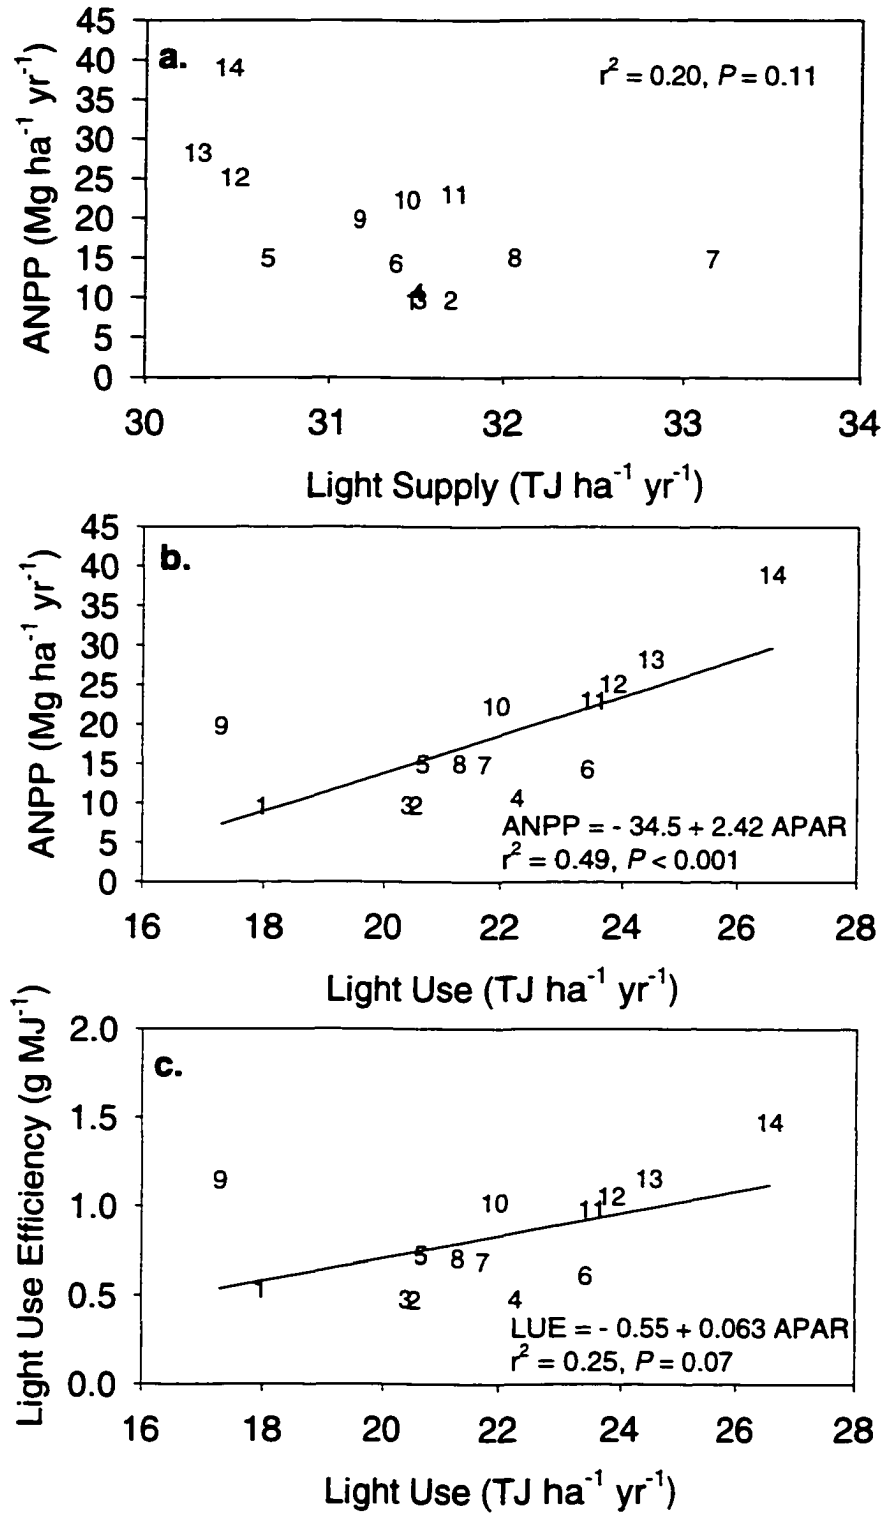 a.
r² = 0.20, P = 0.11
ANPP (Mg ha⁻¹ yr⁻¹)
45
40
35
30
25
20
15
10
5
0
14
13
12
11
10
9
5
6
8
7
4
1
3
2
30 31 32 33 34
Light Supply (TJ ha⁻¹ yr⁻¹)
b.
ANPP (Mg ha⁻¹ yr⁻¹)
45
40
35
30
25
20
15
10
5
0
14
13
12
11
10
9
5 8 7 6
1 3 2 4
ANPP = - 34.5 + 2.42 APAR
r² = 0.49, P < 0.001
16 18 20 22 24 26 28
Light Use (TJ ha⁻¹ yr⁻¹)
c.
Light Use Efficiency (g MJ⁻¹)
2.0
1.5
1.0
0.5
0.0
14
9 13
12
10 11
5 8 7 6
1 3 2 4
LUE = - 0.55 + 0.063 APAR
r² = 0.25, P = 0.07
16 18 20 22 24 26 28
Light Use (TJ ha⁻¹ yr⁻¹)